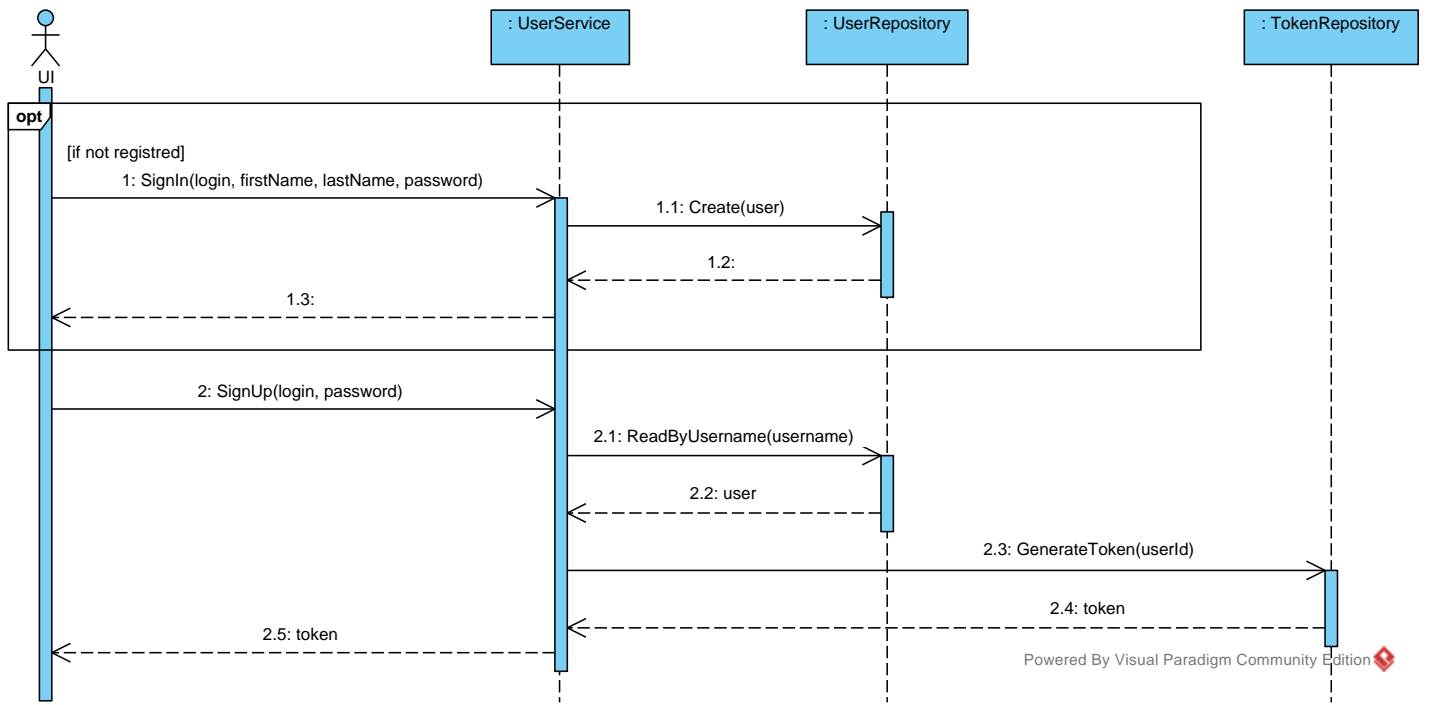 : UserService
: UserRepository
: TokenRepository
UI
opt
[if not registred]
1: SignIn(login, firstName, lastName, password)
1.1: Create(user)
1.2:
1.3:
2: SignUp(login, password)
2.1: ReadByUsername(username)
2.2: user
2.3: GenerateToken(userId)
2.4: token
2.5: token
Powered By Visual Paradigm Community Edition